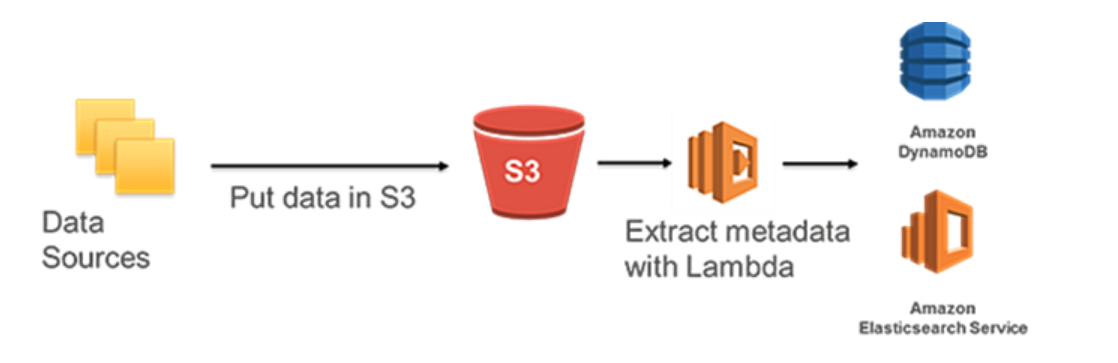 Data
Sources
Put data in S3
S3
Extract metadata
with Lambda
Amazon
DynamoDB
Amazon
Elasticsearch Service